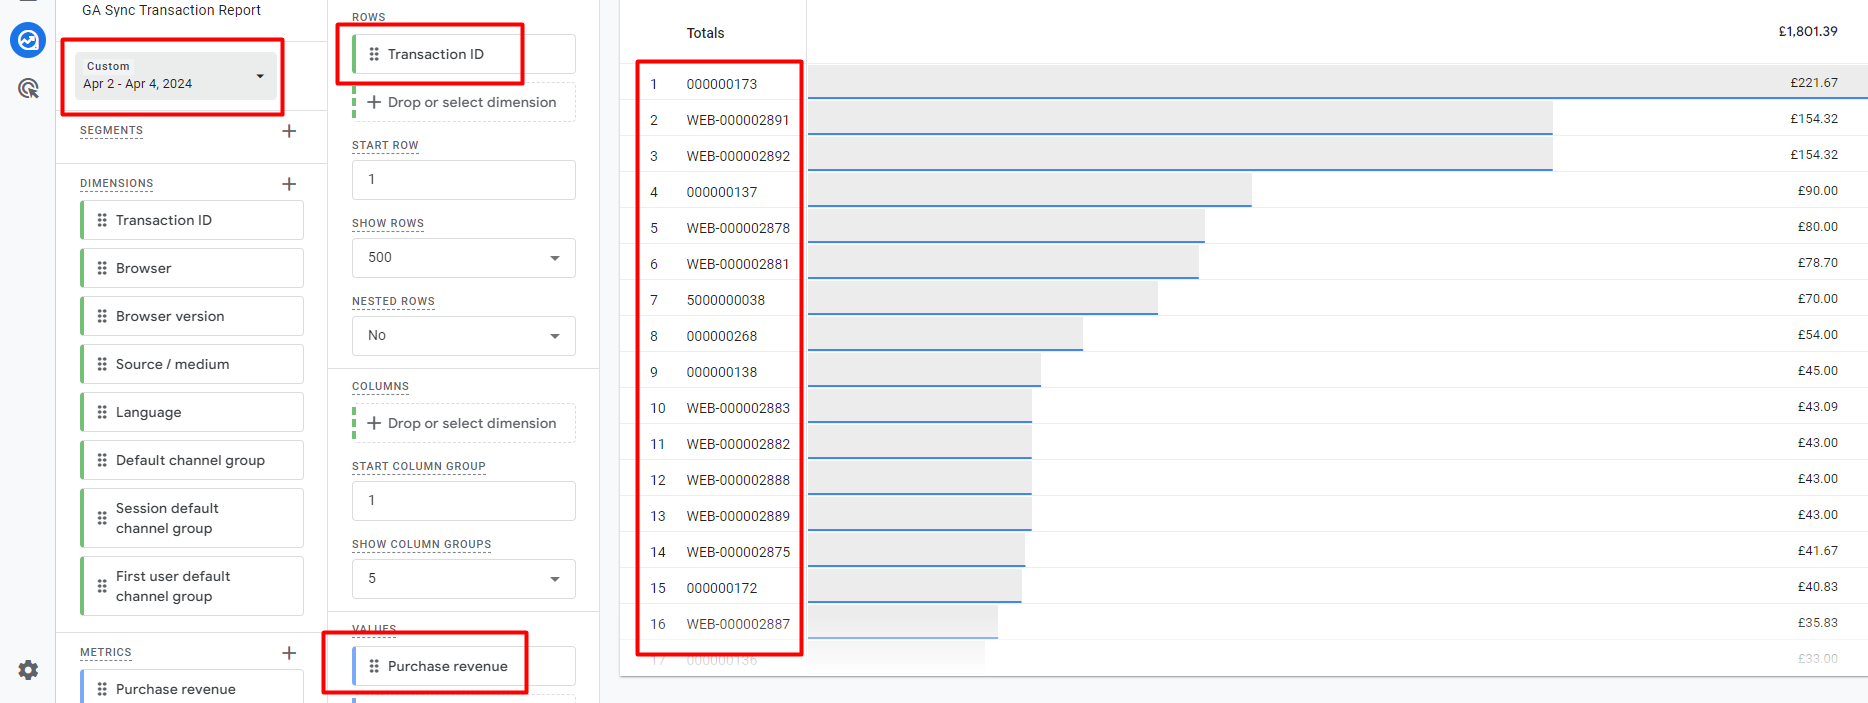 GA Sync Transaction Report
Custom
Apr 2 - Apr 4, 2024
SEGMENTS
DIMENSIONS
Transaction ID
Browser
Browser version
Source / medium
Language
Default channel group
Session default
channel group
First user default
channel group
METRICS
Purchase revenue
ROWS
Transaction ID
Drop or select dimension
START ROW
1
SHOW ROWS
500
NESTED ROWS
No
COLUMNS
Drop or select dimension
START COLUMN GROUP
1
SHOW COLUMN GROUPS
5
VALUES
Purchase revenue
Totals £1,801.39
1 000000173 £221.67
2 WEB-000002891 £154.32
3 WEB-000002892 £154.32
4 000000137 £90.00
5 WEB-000002878 £80.00
6 WEB-000002881 £78.70
7 5000000038 £70.00
8 000000268 £54.00
9 000000138 £45.00
10 WEB-000002883 £43.09
11 WEB-000002882 £43.00
12 WEB-000002888 £43.00
13 WEB-000002889 £43.00
14 WEB-000002875 £41.67
15 000000172 £40.83
16 WEB-000002887 £35.83
17 000000136 £33.00